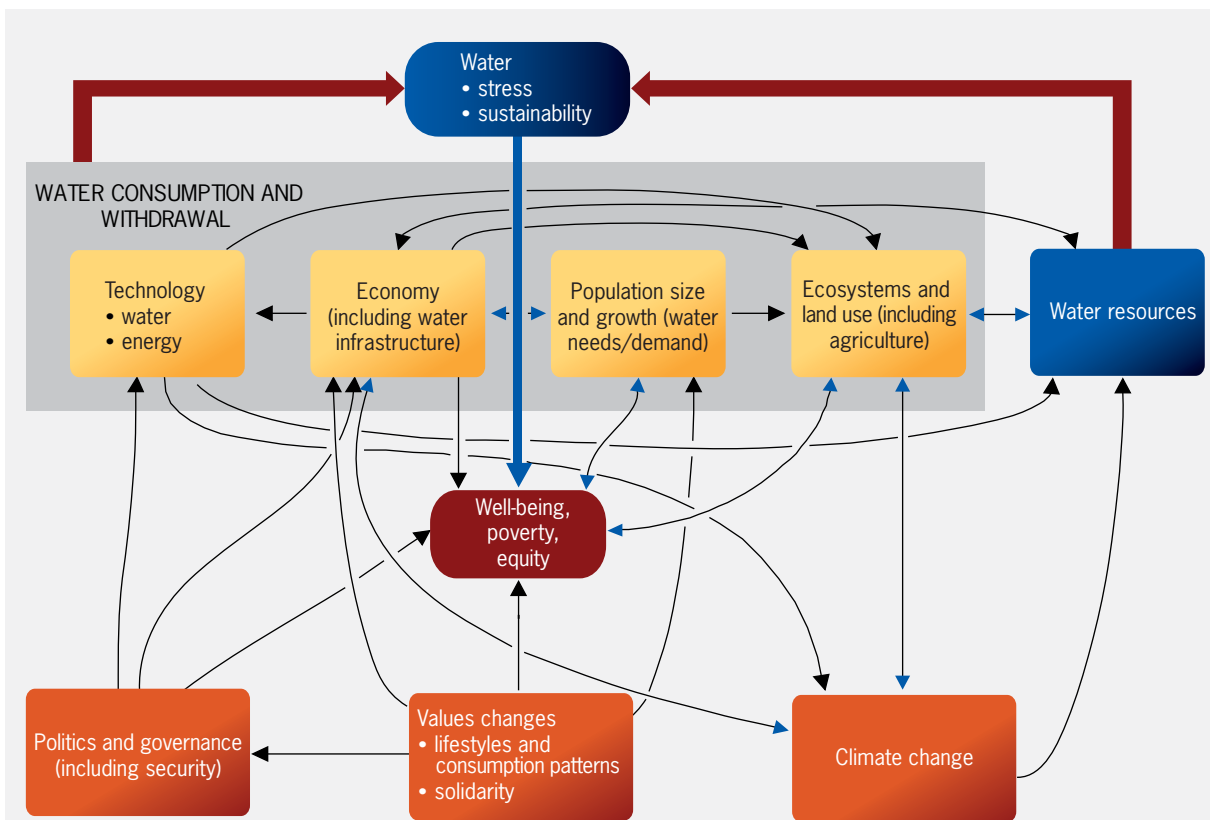 Water
• stress
• sustainability
WATER CONSUMPTION AND
WITHDRAWAL
Technology
• water
• energy
Economy
(including water
infrastructure)
Population size
and growth (water
needs/demand)
Ecosystems and
land use (including
agriculture)
Water resources
Well-being,
poverty,
equity
Politics and governance
(including security)
Values changes
• lifestyles and
consumption patterns
• solidarity
Climate change